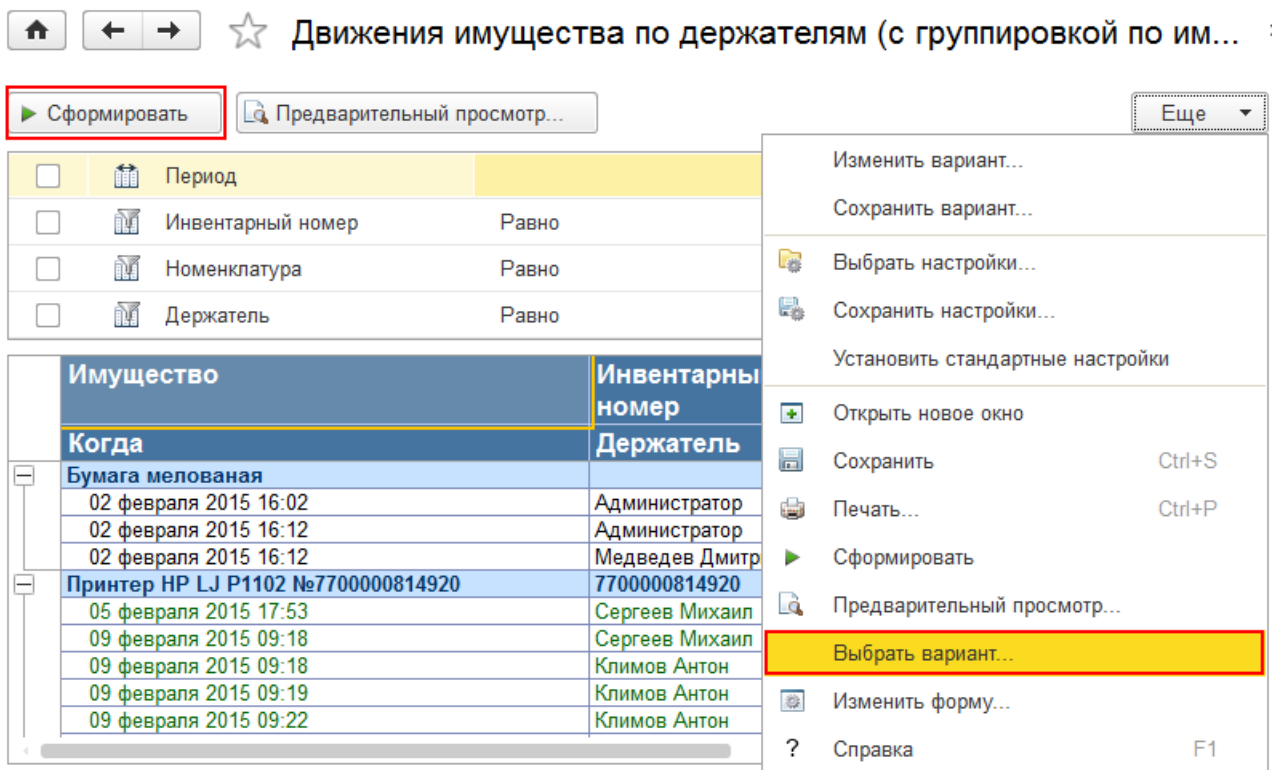 Движения имущества по держателям (с группировкой по им...
Сформировать
Предварительный просмотр...
Еще
Период
Инвентарный номер Равно
Номенклатура Равно
Держатель Равно
Имущество
Инвентарны
номер
Когда
Держатель
Бумага мелованая
02 февраля 2015 16:02 Администратор
02 февраля 2015 16:12 Администратор
02 февраля 2015 16:12 Медведев Дмитр
Принтер HP LJ P1102 №7700000814920 7700000814920
05 февраля 2015 17:53 Сергеев Михаил
09 февраля 2015 09:18 Сергеев Михаил
09 февраля 2015 09:18 Климов Антон
09 февраля 2015 09:19 Климов Антон
09 февраля 2015 09:22 Климов Антон
Изменить вариант...
Сохранить вариант...
Выбрать настройки...
Сохранить настройки...
Установить стандартные настройки
Открыть новое окно
Сохранить Ctrl+S
Печать... Ctrl+P
Сформировать
Предварительный просмотр...
Выбрать вариант...
Изменить форму...
? Справка F1